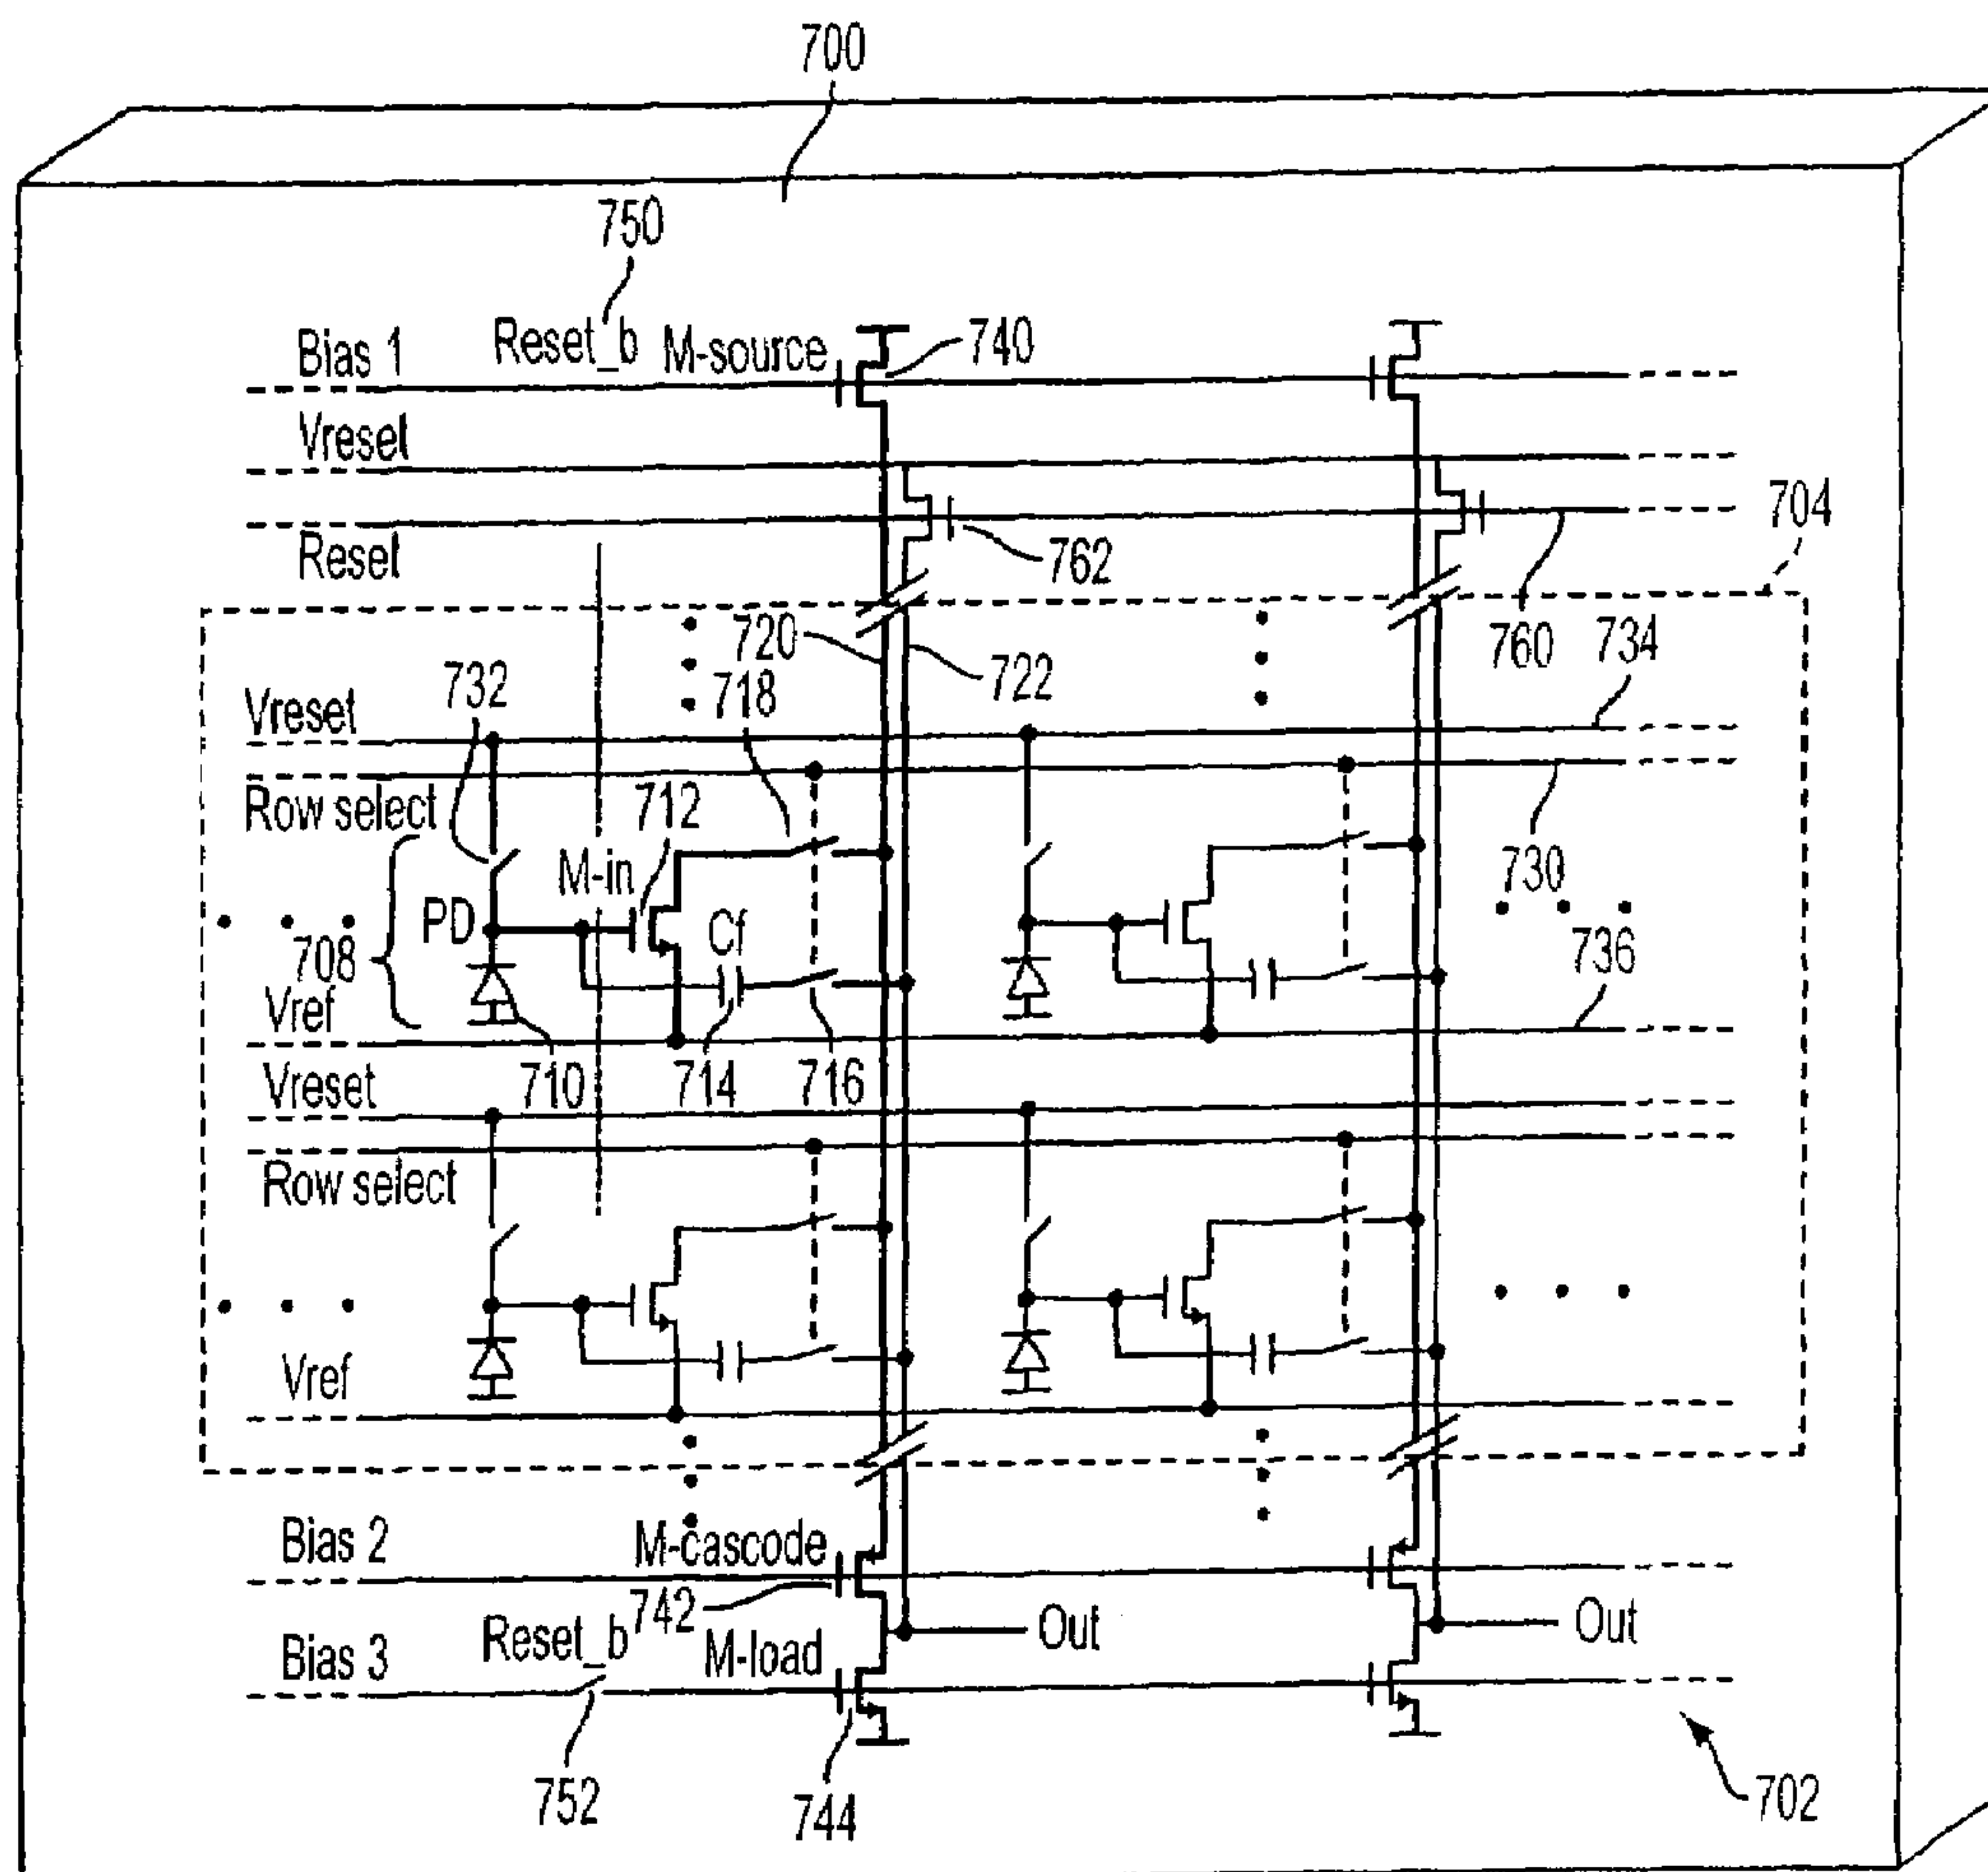 700
750
Bias 1
Reset_b
M-source
740
Vreset
Reset
762
704
760
734
720
722
718
732
Vreset
Row select
712
M-in
730
PD
Cf
708
736
Vref
710
714
716
Vreset
Row select
Vref
Bias 2
M-cascode
742
Out
Out
Bias 3
Reset_b
M-load
752
744
702